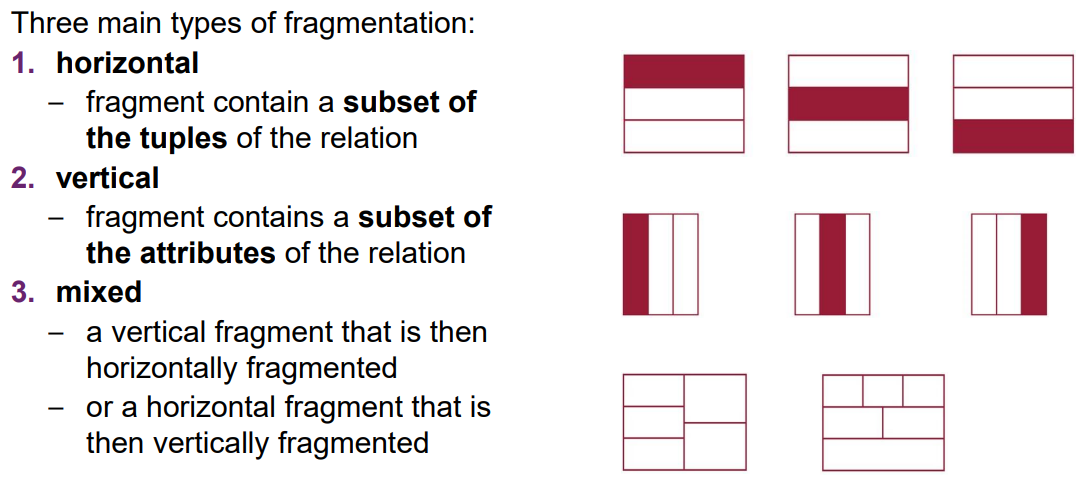 Three main types of fragmentation:
1. horizontal
– fragment contain a subset of
the tuples of the relation
2. vertical
– fragment contains a subset of
the attributes of the relation
3. mixed
– a vertical fragment that is then
horizontally fragmented
– or a horizontal fragment that is
then vertically fragmented